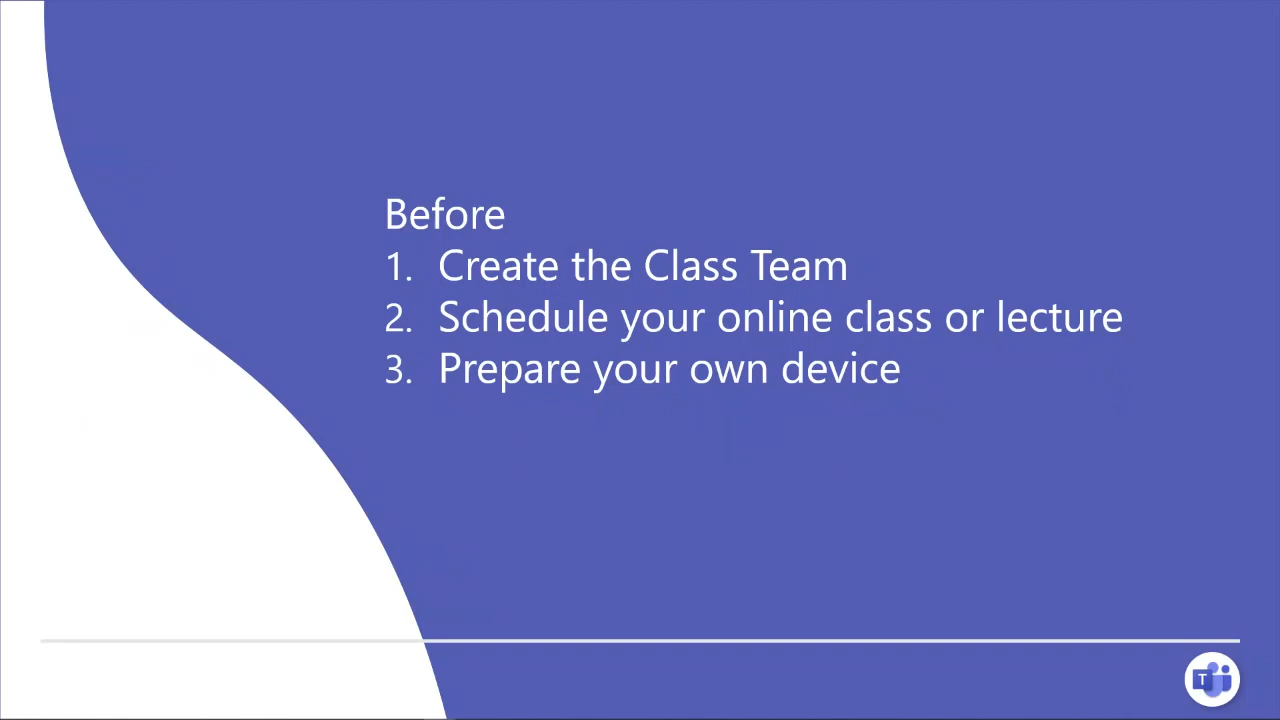 Before
1. Create the Class Team
2. Schedule your online class or lecture
3. Prepare your own device
T